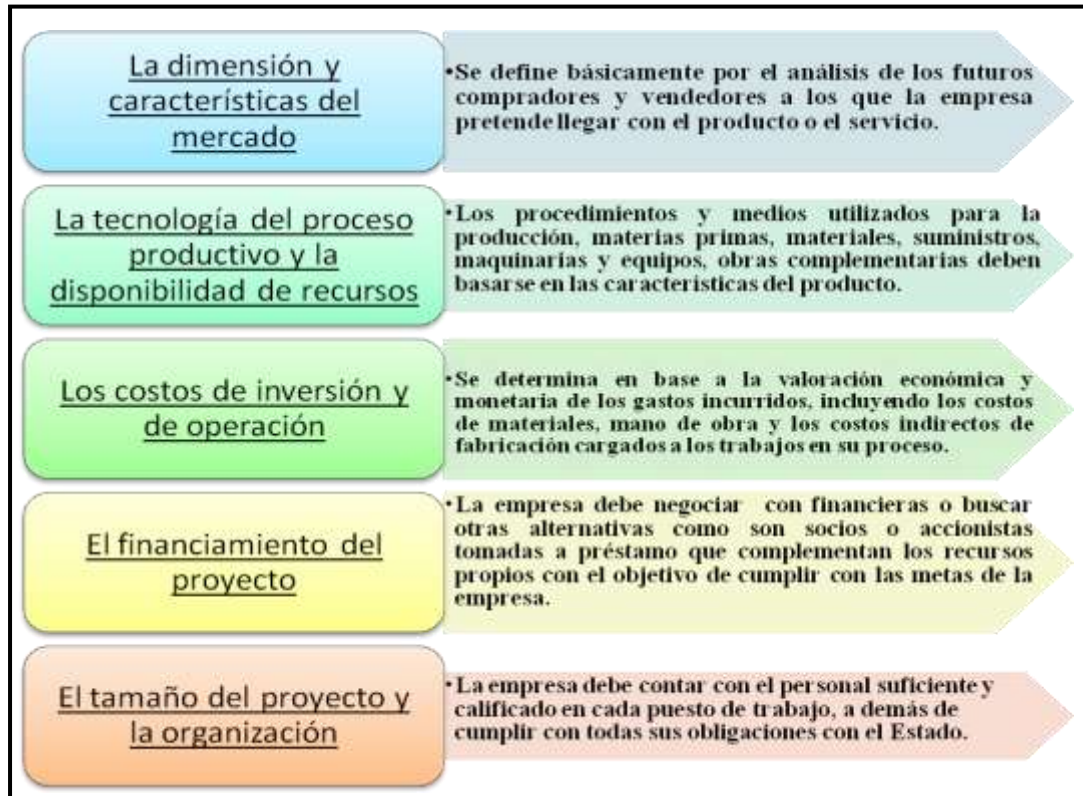 La dimensión y
características del
mercado
•Se define básicamente por el análisis de los futuros
compradores y vendedores a los que la empresa
pretende llegar con el producto o el servicio.
La tecnología del proceso
productivo y la
disponibilidad de recursos
•Los procedimientos y medios utilizados para la
producción, materias primas, materiales, suministros,
maquinarias y equipos, obras complementarias deben
basarse en las características del producto.
Los costos de inversión y
de operación
•Se determina en base a la valoración económica y
monetaria de los gastos incurridos, incluyendo los costos
de materiales, mano de obra y los costos indirectos de
fabricación cargados a los trabajos en su proceso.
El financiamiento del
proyecto
•La empresa debe negociar con financieras o buscar
otras alternativas como son socios o accionistas
tomadas a préstamo que complementan los recursos
propios con el objetivo de cumplir con las metas de la
empresa.
El tamaño del proyecto y
la organización
•La empresa debe contar con el personal suficiente y
calificado en cada puesto de trabajo, a demás de
cumplir con todas sus obligaciones con el Estado.